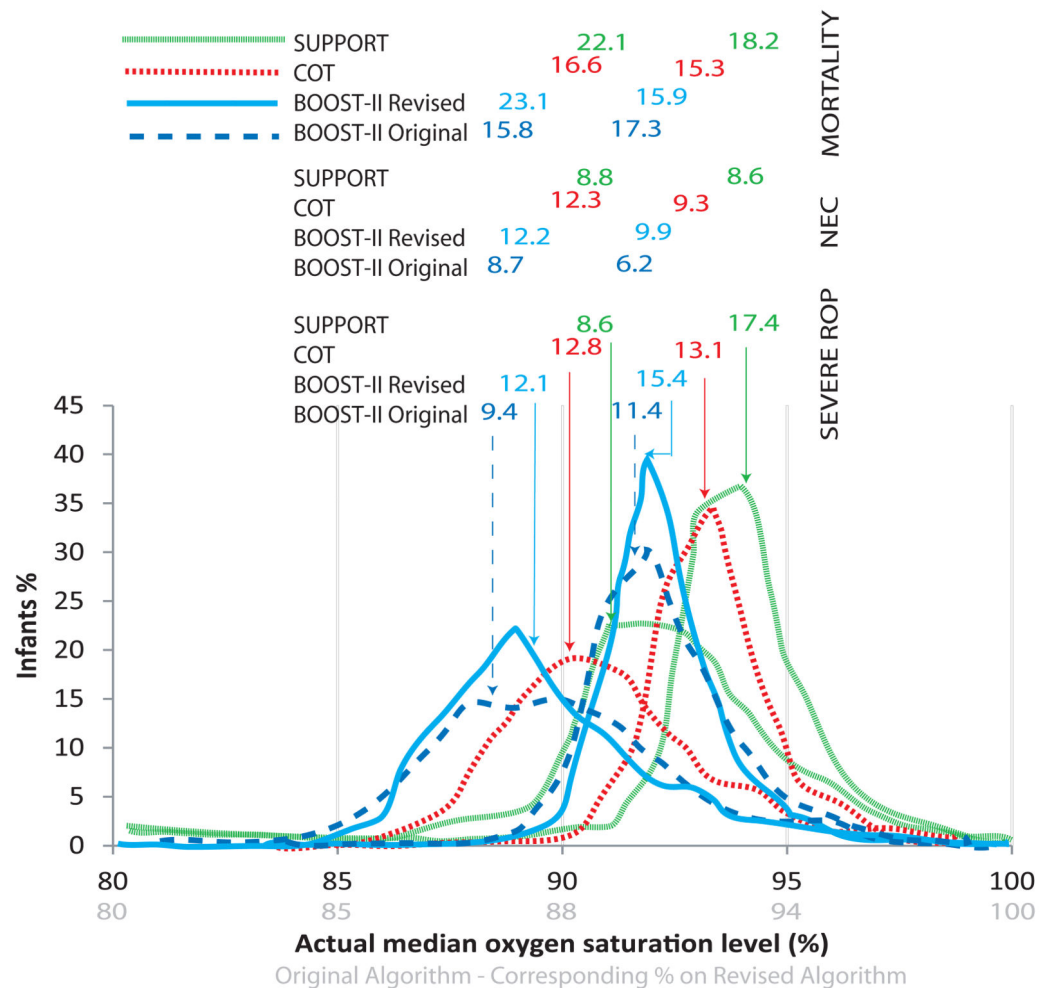 SUPPORT 22.1 18.2
COT 16.6 15.3
BOOST-II Revised 23.1 15.9
BOOST-II Original 15.8 17.3
MORTALITY
SUPPORT 8.8 8.6
COT 12.3 9.3
BOOST-II Revised 12.2 9.9
BOOST-II Original 8.7 6.2
NEC
SUPPORT 8.6 17.4
COT 12.8 13.1
BOOST-II Revised 12.1 15.4
BOOST-II Original 9.4 11.4
SEVERE ROP
45
40
35
30
25
20
15
10
5
0
Infants %
80 85 90 95 100
80 85 88 94 100
Actual median oxygen saturation level (%)
Original Algorithm - Corresponding % on Revised Algorithm